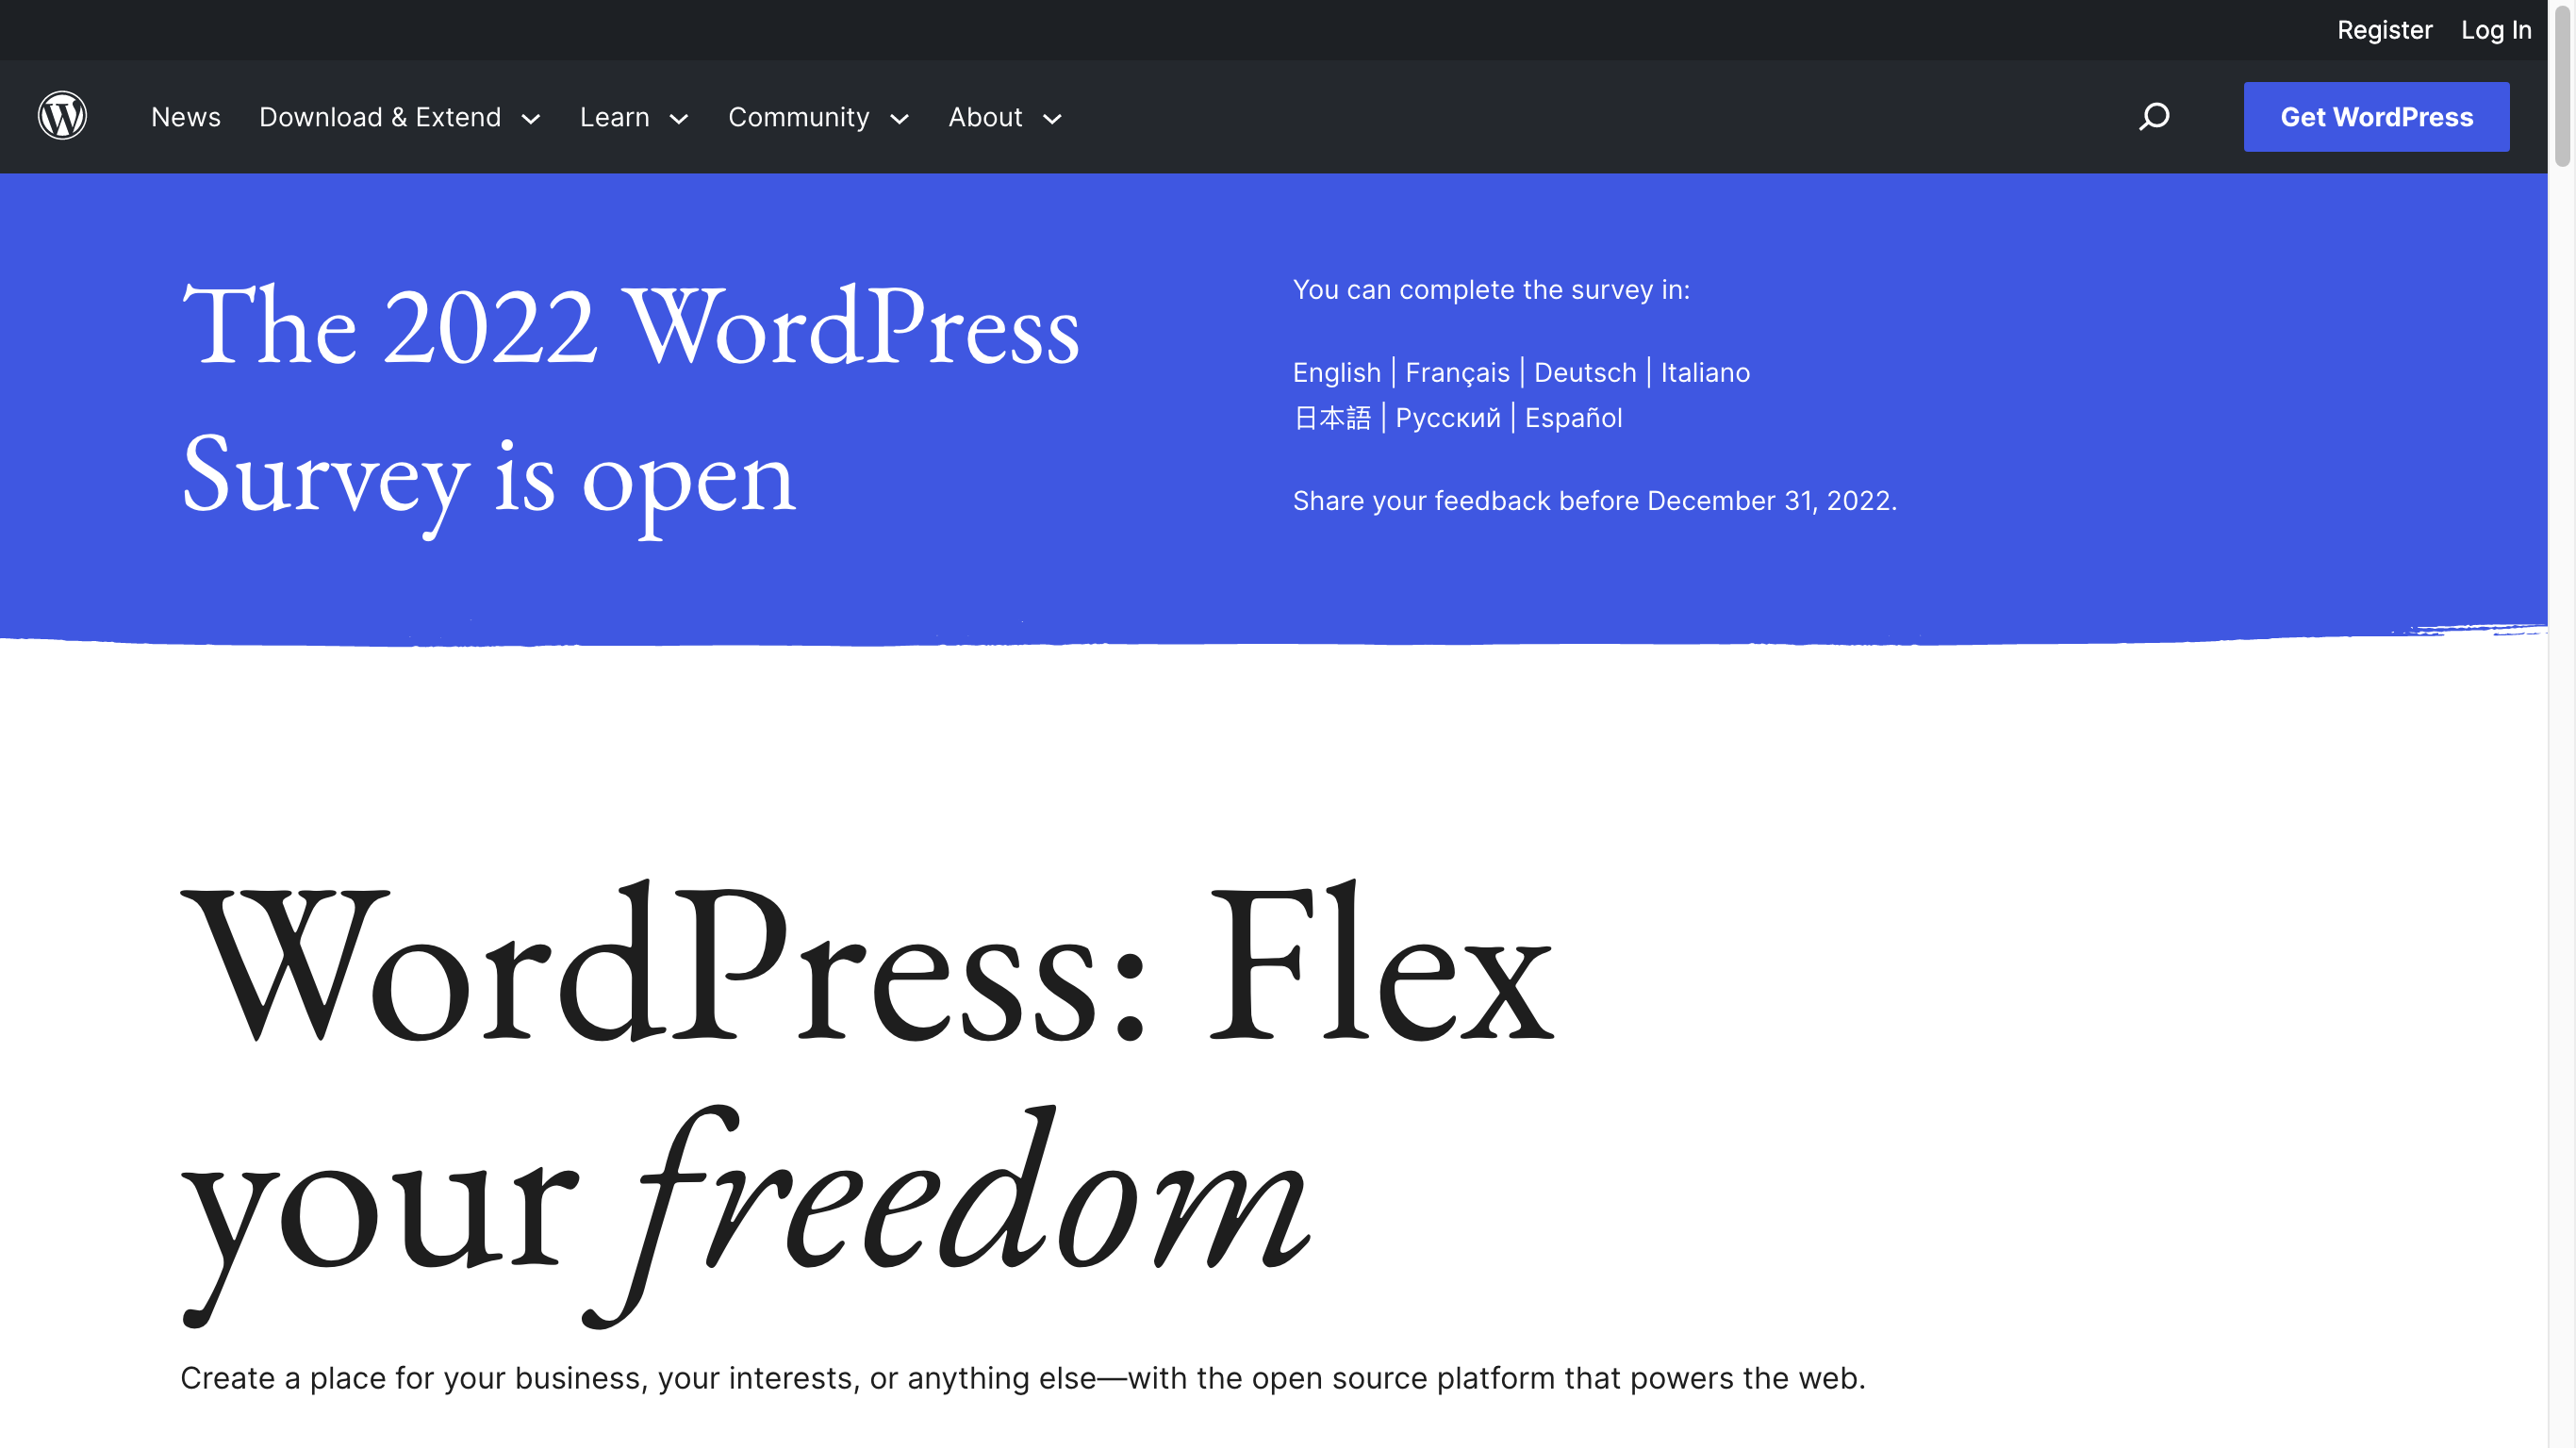 Register Log In
News Download & Extend Learn Community About Get WordPress
The 2022 WordPress
Survey is open
You can complete the survey in:
English | Français | Deutsch | Italiano
日本語 | Русский | Español
Share your feedback before December 31, 2022.
WordPress: Flex
your freedom
Create a place for your business, your interests, or anything else—with the open source platform that powers the web.